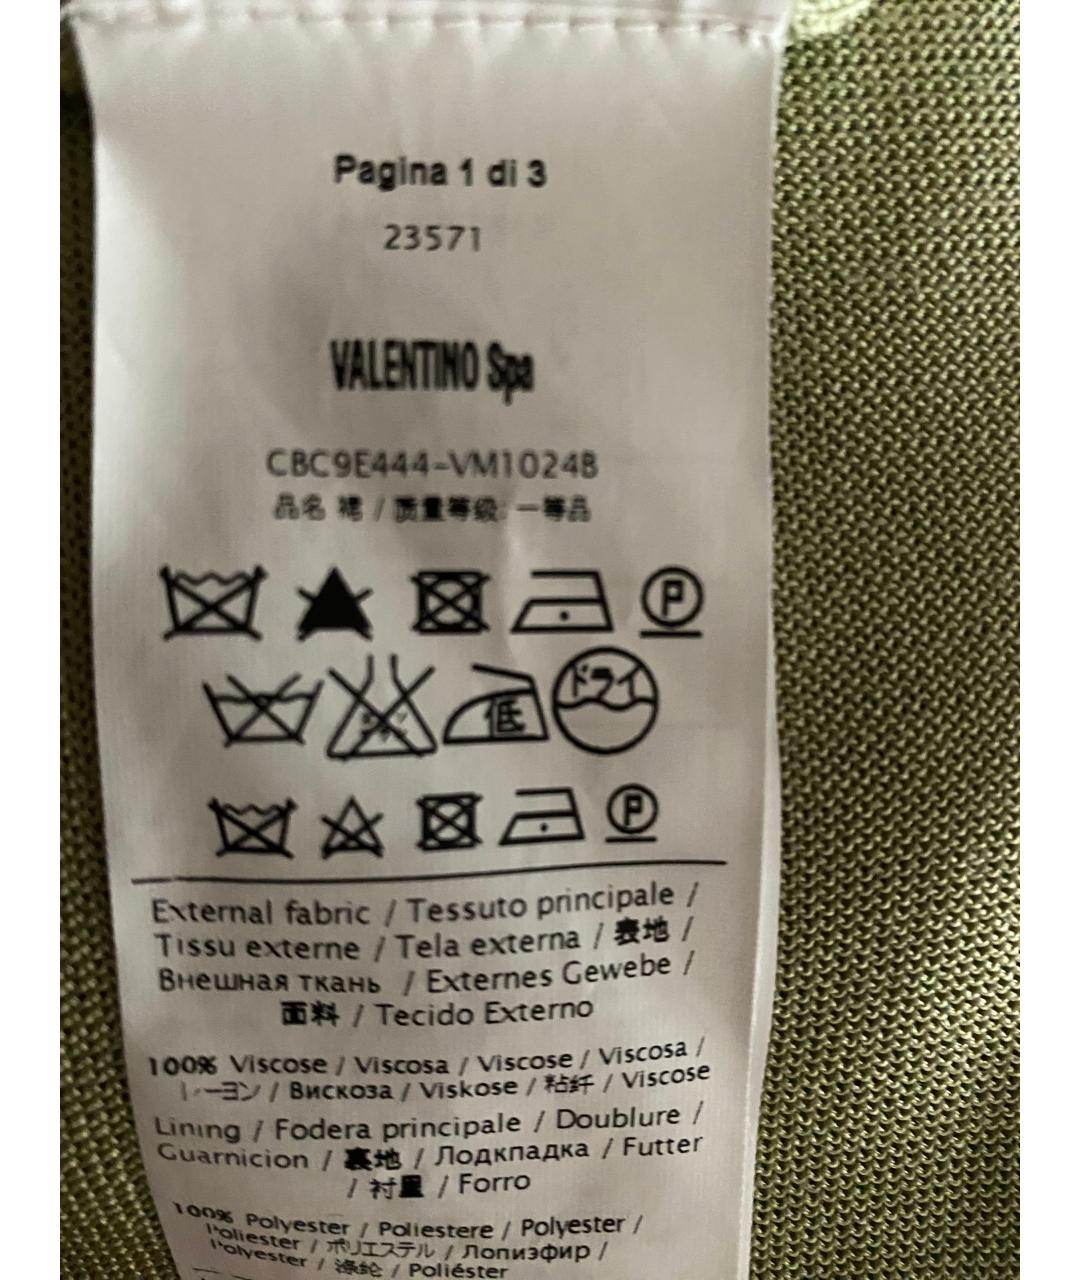 Pagina 1 di 3
23571
VALENTINO Spa
CBC9E444-VM1024B
品名 裙 / 质量等级: 一等品
P
低 ドライ
P
External fabric / Tessuto principale /
Tissu externe / Tela externa / 表地 /
Внешная ткань / Externes Gewebe /
面料 / Tecido Externo
100% Viscose / Viscosa / Viscose / Viscosa /
レーヨン / Вискоза / Viskose / 粘纤 / Viscose
Lining / Fodera principale / Doublure /
Guarnicion / 裏地 / Лодкпадка / Futter
/ 衬里 / Forro
100% Polyester / Poliestere / Polyester /
Poliester / ポリエステル / Лопиэфир /
Polyester / 涤纶 / Poliéster